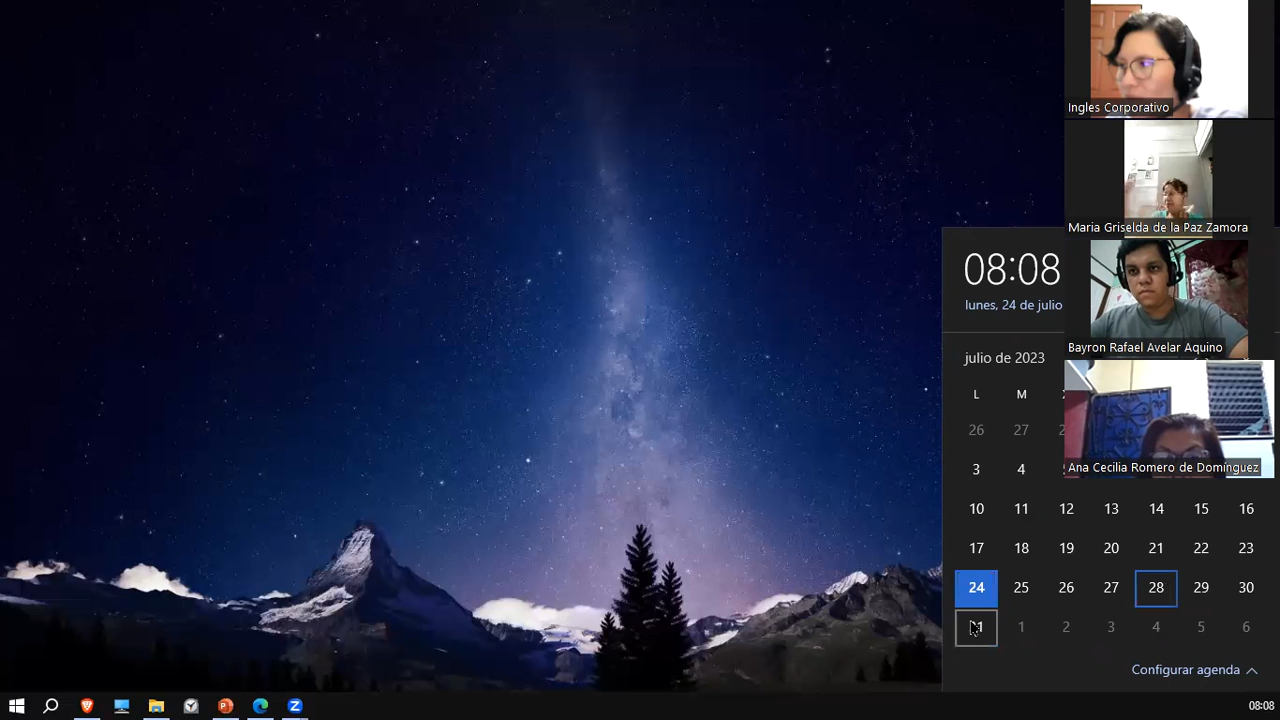 Ingles Corporativo
Maria Griselda de la Paz Zamora
08:08
lunes, 24 de julio
Bayron Rafael Avelar Aquino
julio de 2023
L M
26 27 2
3 4
Ana Cecilia Romero de Domínguez
10 11 12 13 14 15 16
17 18 19 20 21 22 23
24 25 26 27 28 29 30
1 2 3 4 5 6
Configurar agenda
08:08